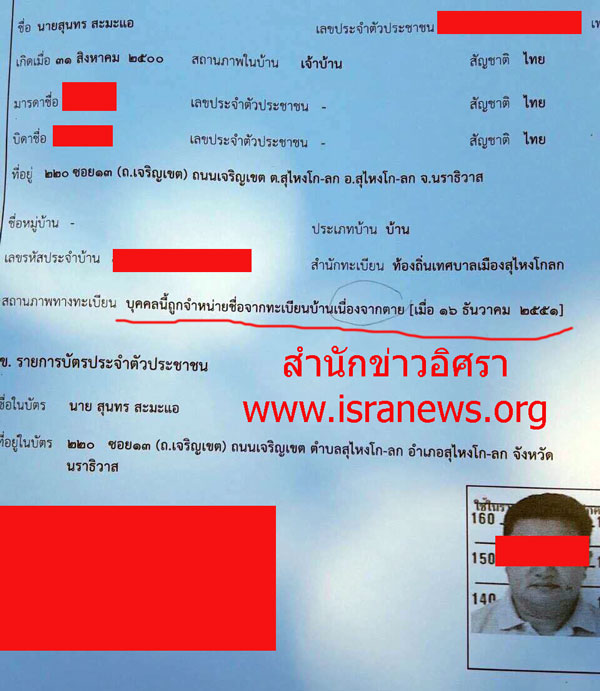 ชื่อ นายสุนทร สะมะแอ เลขประจำตัวประชาชน
เกิดเมื่อ ๓๑ สิงหาคม ๒๕๐๐ สถานภาพในบ้าน เจ้าบ้าน สัญชาติ ไทย
มารดาชื่อ เลขประจำตัวประชาชน - สัญชาติ ไทย
บิดาชื่อ เลขประจำตัวประชาชน - สัญชาติ ไทย
ที่อยู่ ๒๒๐ ซอย๑๓ (ถ.เจริญเขต) ถนนเจริญเขต ต.สุไหงโก-ลก อ.สุไหงโก-ลก จ.นราธิวาส
ชื่อหมู่บ้าน - ประเภทบ้าน บ้าน
เลขรหัสประจำบ้าน สำนักทะเบียน ท้องถิ่นเทศบาลเมืองสุไหงโกลก
สถานภาพทางทะเบียน บุคคลนี้ถูกจำหน่ายชื่อจากทะเบียนบ้านเนื่องจากตาย [เมื่อ ๑๖ ธันวาคม ๒๕๕๑]
ข. รายการบัตรประจำตัวประชาชน
สำนักข่าวอิศรา
www.isranews.org
ชื่อในบัตร นาย สุนทร สะมะแอ
ที่อยู่ในบัตร ๒๒๐ ซอย๑๓ (ถ.เจริญเขต) ถนนเจริญเขต ตำบลสุไหงโก-ลก อำเภอสุไหงโก-ลก จังหวัด
นราธิวาส
160
150
140